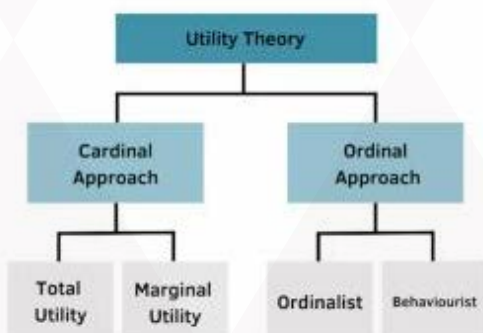 Utility Theory
Cardinal
Approach
Ordinal
Approach
Total
Utility
Marginal
Utility
Ordinalist
Behaviourist